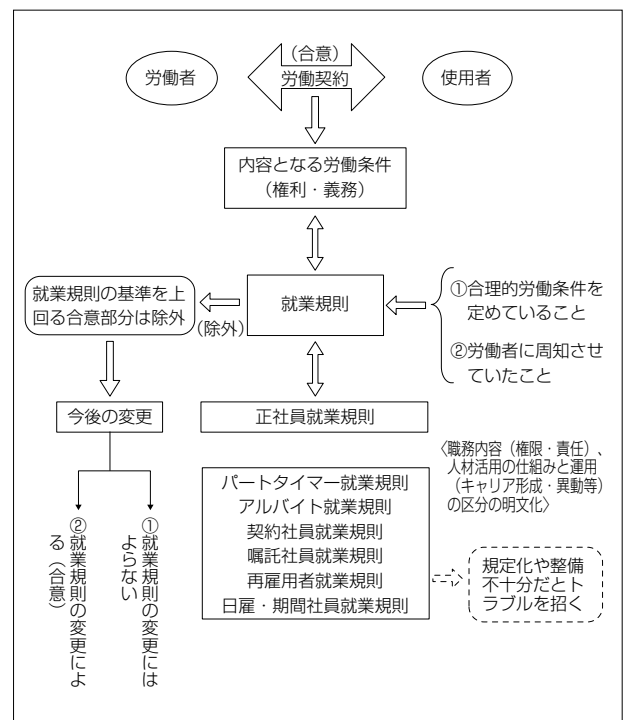 労働者
(合意)
労働契約
使用者
内容となる労働条件
(権利・義務)
就業規則の基準を上
回る合意部分は除外
(除外)
就業規則
①合理的労働条件を
定めていること
②労働者に周知させ
ていたこと
今後の変更
正社員就業規則
①就業規則の変更には
よらない
②就業規則の変更によ
る(合意)
パートタイマー就業規則
アルバイト就業規則
契約社員就業規則
嘱託社員就業規則
再雇用者就業規則
日雇・期間社員就業規則
〈職務内容(権限・責任)、
人材活用の仕組みと運用
(キャリア形成・異動等)
の区分の明文化〉
規定化や整備
不十分だとト
ラブルを招く